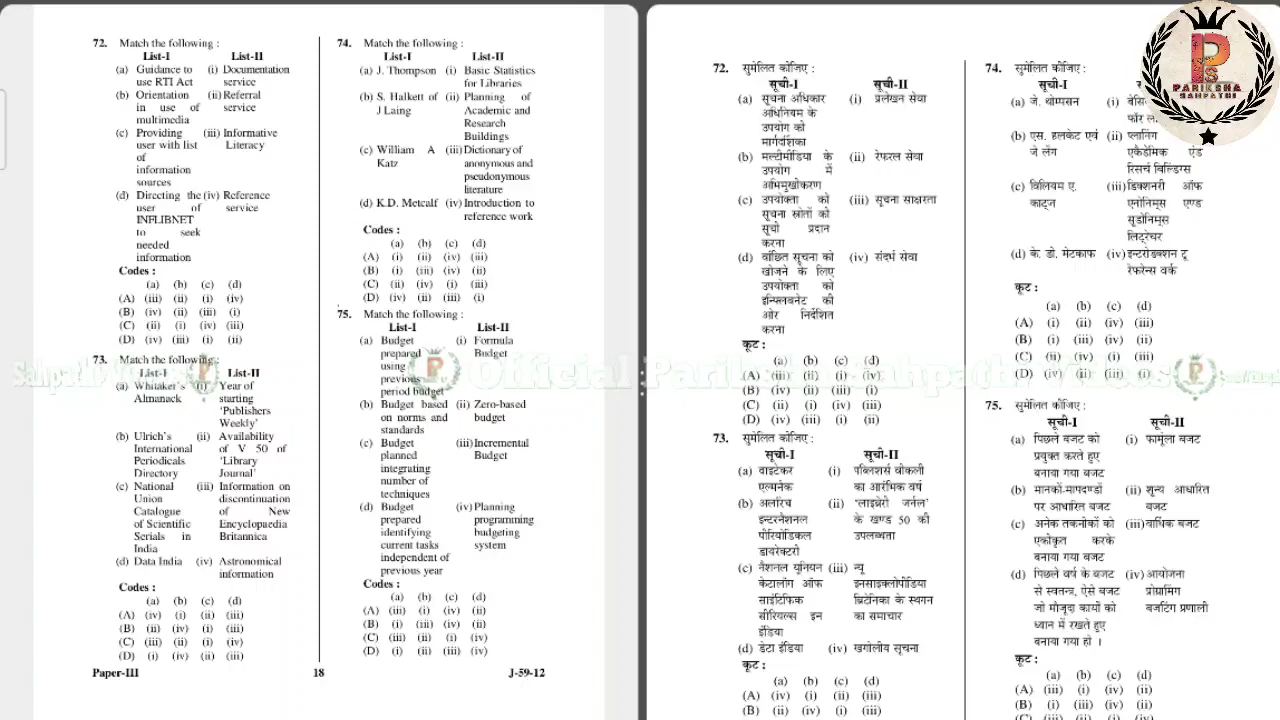 72. Match the following :
List-I List-II
(a) Guidance to (i) Documentation
use RTI Act service
(b) Orientation (ii) Referral
in use of service
multimedia
(c) Providing (iii) Informative
user with list Literacy
of
information
sources
(d) Directing the (iv) Reference
user of service
INFLIBNET
to seek
needed
information
Codes :
(a) (b) (c) (d)
(A) (iii) (ii) (i) (iv)
(B) (iv) (ii) (iii) (i)
(C) (ii) (i) (iv) (iii)
(D) (iv) (iii) (i) (ii)
73. Match the following :
List-I List-II
(a) Whitaker's (i) Year of
Almanack starting
'Publishers
Weekly'
(b) Ulrich's (ii) Availability
International of V 50 of
Periodicals 'Library
Directory Journal'
(c) National (iii) Information on
Union discontinuation
Catalogue of New
of Scientific Encyclopaedia
Serials in Britannica
India
(d) Data India (iv) Astronomical
information
Codes :
(a) (b) (c) (d)
(A) (iv) (i) (ii) (iii)
(B) (ii) (iv) (i) (iii)
(C) (iii) (ii) (i) (iv)
(D) (i) (iv) (ii) (iii)
74. Match the following :
List-I List-II
(a) J. Thompson (i) Basic Statistics
for Libraries
(b) S. Halkett of (ii) Planning of
J Laing Academic and
Research
Buildings
(c) William A (iii) Dictionary of
Katz anonymous and
pseudonymous
literature
(d) K.D. Metcalf (iv) Introduction to
reference work
Codes :
(a) (b) (c) (d)
(A) (i) (ii) (iv) (iii)
(B) (i) (iii) (iv) (ii)
(C) (ii) (iv) (i) (iii)
(D) (iv) (ii) (iii) (i)
75. Match the following :
List-I List-II
(a) Budget (i) Formula
prepared Budget
using
previous
period budget
(b) Budget based (ii) Zero-based
on norms and budget
standards
(c) Budget (iii) Incremental
planned Budget
integrating
number of
techniques
(d) Budget (iv) Planning
prepared programming
identifying budgeting
current tasks system
independent of
previous year
Codes :
(a) (b) (c) (d)
(A) (iii) (i) (iv) (ii)
(B) (i) (iii) (iv) (ii)
(C) (iii) (ii) (i) (iv)
(D) (i) (ii) (iii) (iv)
Paper-III 18 J-59-12
72. सुमेलित कीजिए :
सूची-I सूची-II
(a) सूचना अधिकार (i) प्रलेखन सेवा
अधिनियम के
उपयोग की
मार्गदर्शिका
(b) मल्टीमीडिया के (ii) रेफरल सेवा
उपयोग में
अभिमुखीकरण
(c) उपयोक्ता को (iii) सूचना साक्षरता
सूचना स्रोतों की
सूची प्रदान
करना
(d) वांछित सूचना को (iv) संदर्भ सेवा
खोजने के लिए
उपयोक्ता को
इन्फ्लिबनेट की
ओर निर्देशित
करना
कूट :
(a) (b) (c) (d)
(A) (iii) (ii) (i) (iv)
(B) (iv) (ii) (iii) (i)
(C) (ii) (i) (iv) (iii)
(D) (iv) (iii) (i) (ii)
73. सुमेलित कीजिए :
सूची-I सूची-II
(a) वाइटेकर (i) पब्लिशर्स वीकली
एल्मनेक का आरंभिक वर्ष
(b) अलरिच (ii) 'लाइब्रेरी जर्नल'
इन्टरनैशनल के खण्ड 50 की
पीरियोडिकल उपलब्धता
डायरेक्टरी
(c) नैशनल यूनियन (iii) न्यू
केटालॉग ऑफ इनसाइक्लोपीडिया
साइंटिफिक ब्रिटेनिका के स्थगन
सीरियल्स इन का समाचार
इंडिया
(d) डेटा इंडिया (iv) खगोलीय सूचना
कूट :
(a) (b) (c) (d)
(A) (iv) (i) (ii) (iii)
(B) (ii) (iv) (i) (iii)
74. सुमेलित कीजिए :
सूची-I
(a) जे. थॉम्पसन (i)
फॉर
(b) एस. हलकेट एवं (ii) प्लानिंग
जे लेंग एकैडेमिक एंड
रिसर्च बिल्डिंग्स
(c) विलियम ए. (iii) डिक्शनरी ऑफ
काट्ज एनोनिम्स एण्ड
सूडोनिम्स
लिट्रेचर
(d) के. डी. मेटकाफ (iv) इन्टरोडक्शन टू
रेफरेन्स वर्क
कूट :
(a) (b) (c) (d)
(A) (i) (ii) (iv) (iii)
(B) (i) (iii) (iv) (ii)
(C) (ii) (iv) (i) (iii)
(D) (iv) (ii) (iii) (i)
75. सुमेलित कीजिए :
सूची-I सूची-II
(a) पिछले बजट को (i) फार्मूला बजट
प्रयुक्त करते हुए
बनाया गया बजट
(b) मानकों-मापदण्डों (ii) शून्य आधारित
पर आधारित बजट बजट
(c) अनेक तकनीकों को (iii) वार्धिक बजट
एकीकृत करके
बनाया गया बजट
(d) पिछले वर्ष के बजट (iv) आयोजना
से स्वतन्त्र, ऐसे बजट प्रोग्रामिंग
जो मौजूदा कार्यों को बजटिंग प्रणाली
ध्यान में रखते हुए
बनाया गया हो ।
कूट :
(a) (b) (c) (d)
(A) (iii) (i) (iv) (ii)
(B) (i) (iii) (iv) (ii)
PARIKSHA
SANPATHI